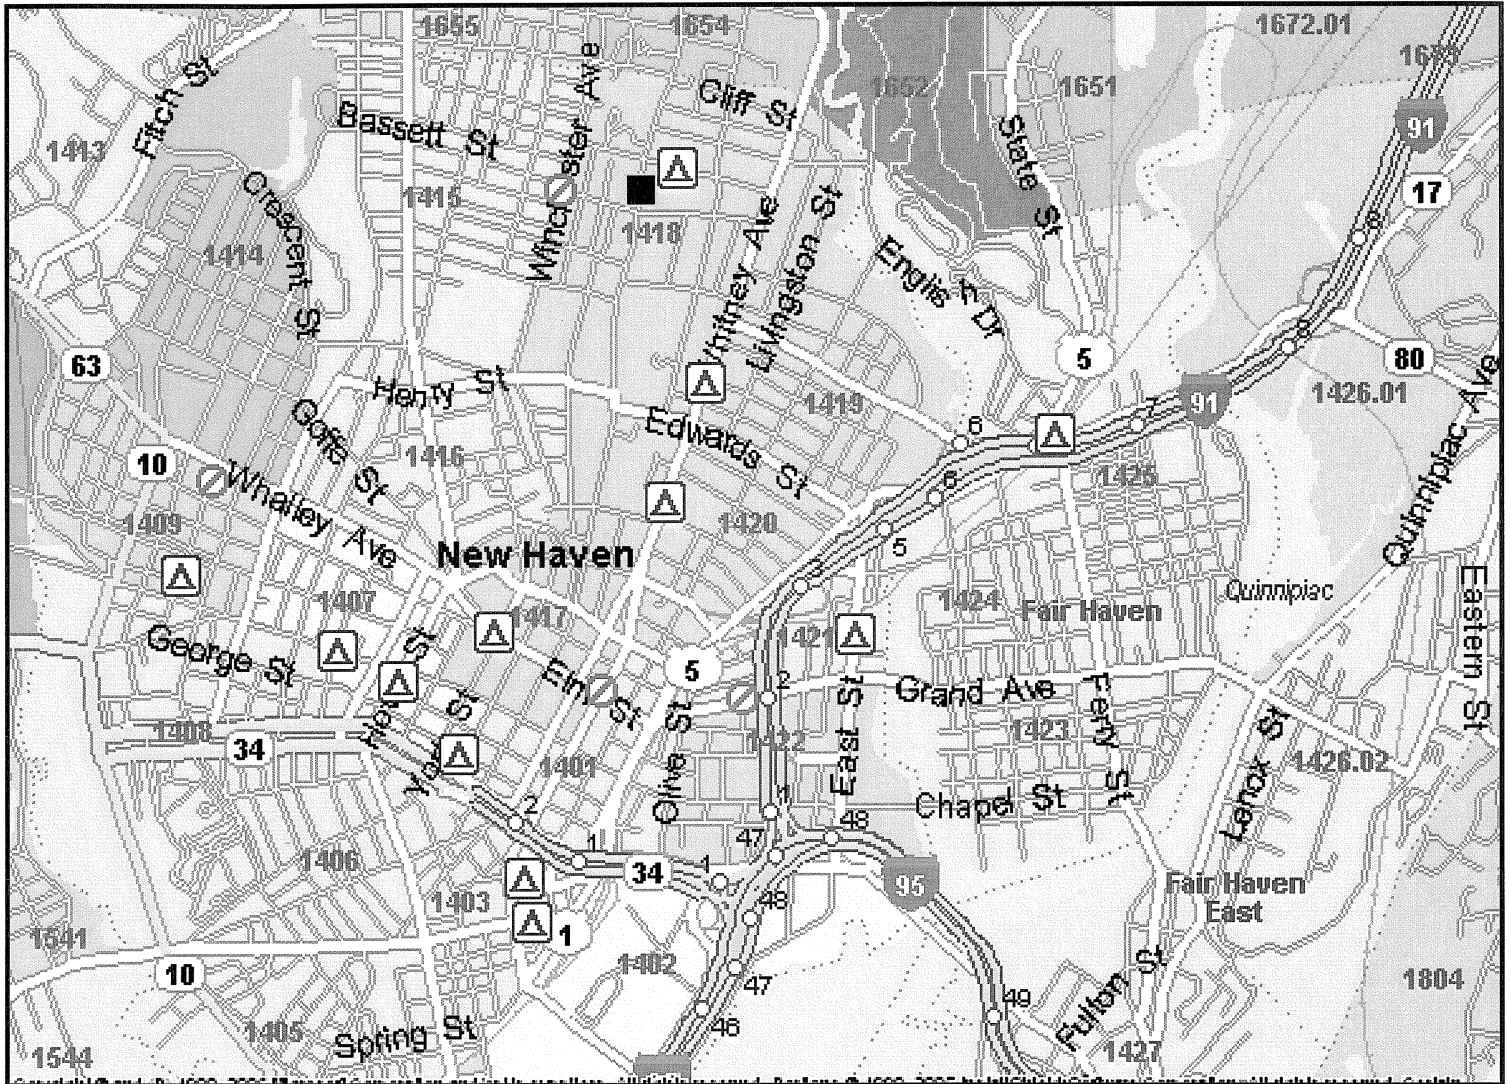 1655
1654
1672.01
1673
Fitch St
Cliff St
1652
1651
Bassett St
State St
91
1413
1415
17
Crescent St
1418
Whitney Ave
Livingston St
1414
English Dr
8
63
5
80
Henry St
91
1426.01
Quinnipiac Ave
Goffe St
1419
Edwards St
6
7
10
Whalley Ave
1416
6
1425
1409
1420
5
New Haven
3
Quinnipiac
Eastern St
1407
1417
1421
1424
Fair Haven
George St
Elm St
5
2
Grand Ave
Ferry St
1408
34
York St
1401
Olive St
1422
East St
1423
Lenox St
1426.02
Chapel St
2
1
1
47
48
1406
1
34
95
Fair Haven
East
1403
48
1541
1
10
1402
47
Fulton St
1804
1405
46
49
Spring St
1544
1427